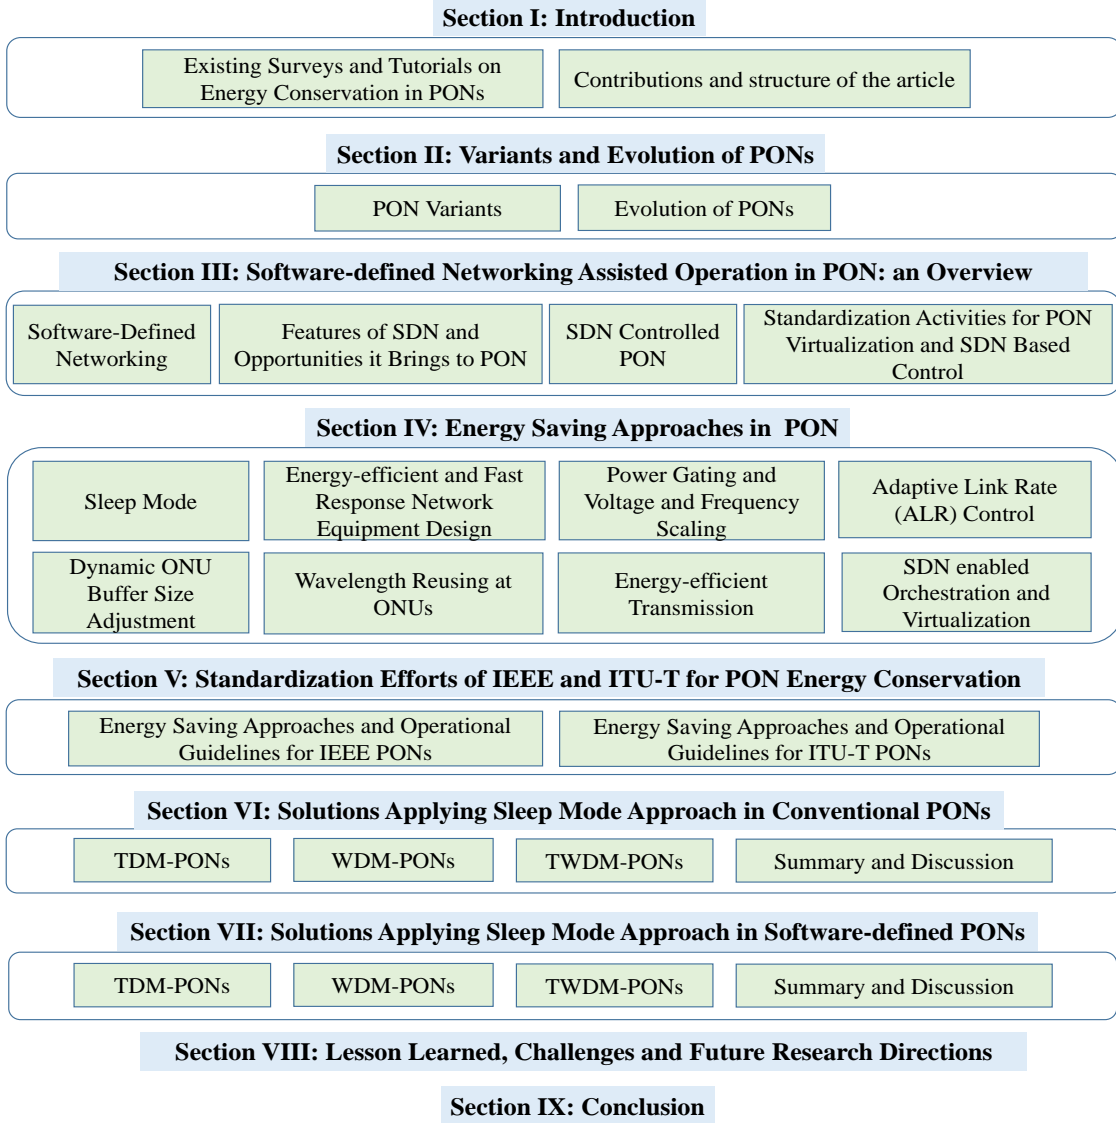 Section I: Introduction
Existing Surveys and Tutorials on
Energy Conservation in PONs
Contributions and structure of the article
Section II: Variants and Evolution of PONs
PON Variants
Evolution of PONs
Section III: Software-defined Networking Assisted Operation in PON: an Overview
Software-Defined
Networking
Features of SDN and
Opportunities it Brings to PON
SDN Controlled
PON
Standardization Activities for PON
Virtualization and SDN Based
Control
Section IV: Energy Saving Approaches in PON
Sleep Mode
Energy-efficient and Fast
Response Network
Equipment Design
Power Gating and
Voltage and Frequency
Scaling
Adaptive Link Rate
(ALR) Control
Dynamic ONU
Buffer Size
Adjustment
Wavelength Reusing at
ONUs
Energy-efficient
Transmission
SDN enabled
Orchestration and
Virtualization
Section V: Standardization Efforts of IEEE and ITU-T for PON Energy Conservation
Energy Saving Approaches and Operational
Guidelines for IEEE PONs
Energy Saving Approaches and Operational
Guidelines for ITU-T PONs
Section VI: Solutions Applying Sleep Mode Approach in Conventional PONs
TDM-PONs
WDM-PONs
TWDM-PONs
Summary and Discussion
Section VII: Solutions Applying Sleep Mode Approach in Software-defined PONs
TDM-PONs
WDM-PONs
TWDM-PONs
Summary and Discussion
Section VIII: Lesson Learned, Challenges and Future Research Directions
Section IX: Conclusion